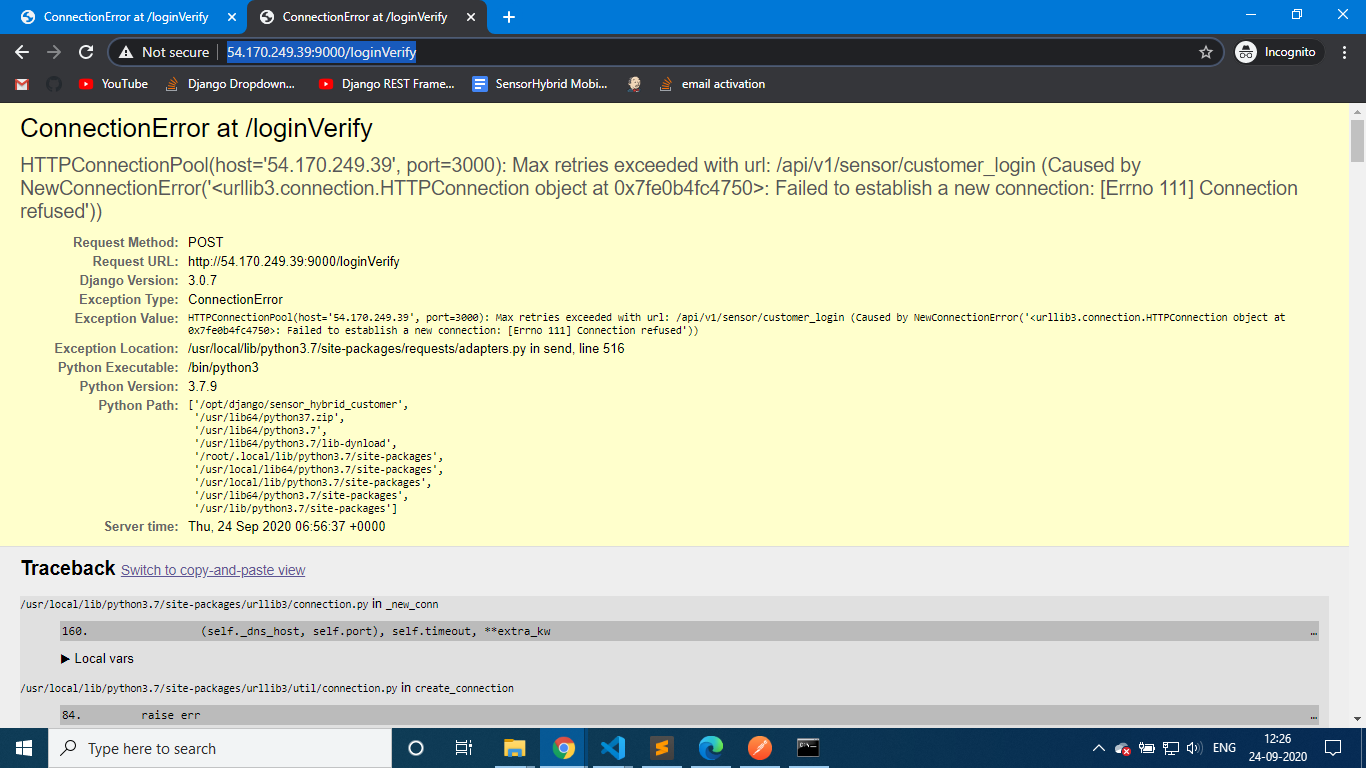 ConnectionError at /loginVerify
ConnectionError at /loginVerify
Not secure
54.170.249.39:9000/loginVerify
Incognito
YouTube
Django Dropdown...
Django REST Frame...
SensorHybrid Mobi...
email activation
ConnectionError at /loginVerify
HTTPConnectionPool(host='54.170.249.39', port=3000): Max retries exceeded with url: /api/v1/sensor/customer_login (Caused by
NewConnectionError('<urllib3.connection.HTTPConnection object at 0x7fe0b4fc4750>: Failed to establish a new connection: [Errno 111] Connection
refused'))
Request Method: POST
Request URL: http://54.170.249.39:9000/loginVerify
Django Version: 3.0.7
Exception Type: ConnectionError
Exception Value: HTTPConnectionPool(host='54.170.249.39', port=3000): Max retries exceeded with url: /api/v1/sensor/customer_login (Caused by NewConnectionError('<urllib3.connection.HTTPConnection object at
0x7fe0b4fc4750>: Failed to establish a new connection: [Errno 111] Connection refused'))
Exception Location: /usr/local/lib/python3.7/site-packages/requests/adapters.py in send, line 516
Python Executable: /bin/python3
Python Version: 3.7.9
Python Path: ['/opt/django/sensor_hybrid_customer',
'/usr/lib64/python37.zip',
'/usr/lib64/python3.7',
'/usr/lib64/python3.7/lib-dynload',
'/root/.local/lib/python3.7/site-packages',
'/usr/local/lib64/python3.7/site-packages',
'/usr/local/lib/python3.7/site-packages',
'/usr/lib64/python3.7/site-packages',
'/usr/lib/python3.7/site-packages']
Server time: Thu, 24 Sep 2020 06:56:37 +0000
Traceback Switch to copy-and-paste view
/usr/local/lib/python3.7/site-packages/urllib3/connection.py in _new_conn
160. (self._dns_host, self.port), self.timeout, **extra_kw …
▶ Local vars
/usr/local/lib/python3.7/site-packages/urllib3/util/connection.py in create_connection
84. raise err …
Type here to search
ENG
12:26
24-09-2020